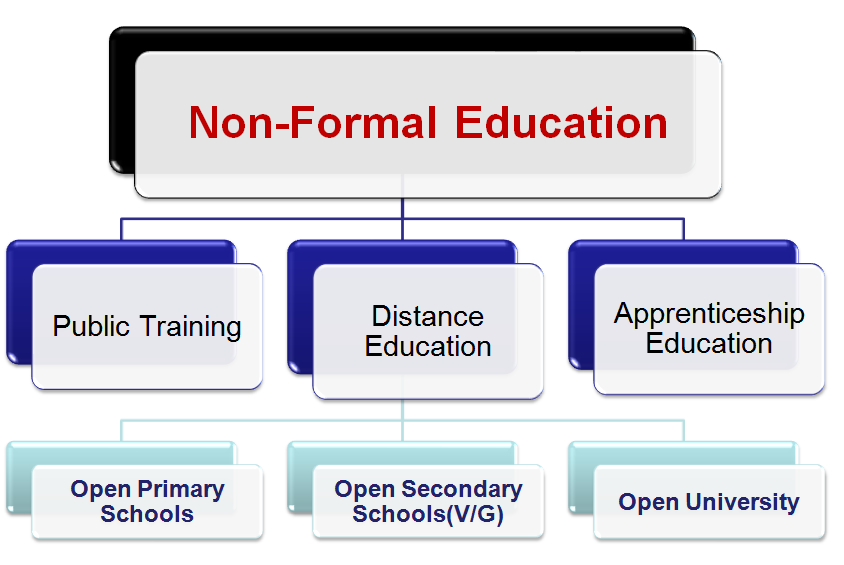 Non-Formal Education
Public Training
Distance
Education
Apprenticeship
Education
Open Primary
Schools
Open Secondary
Schools(V/G)
Open University